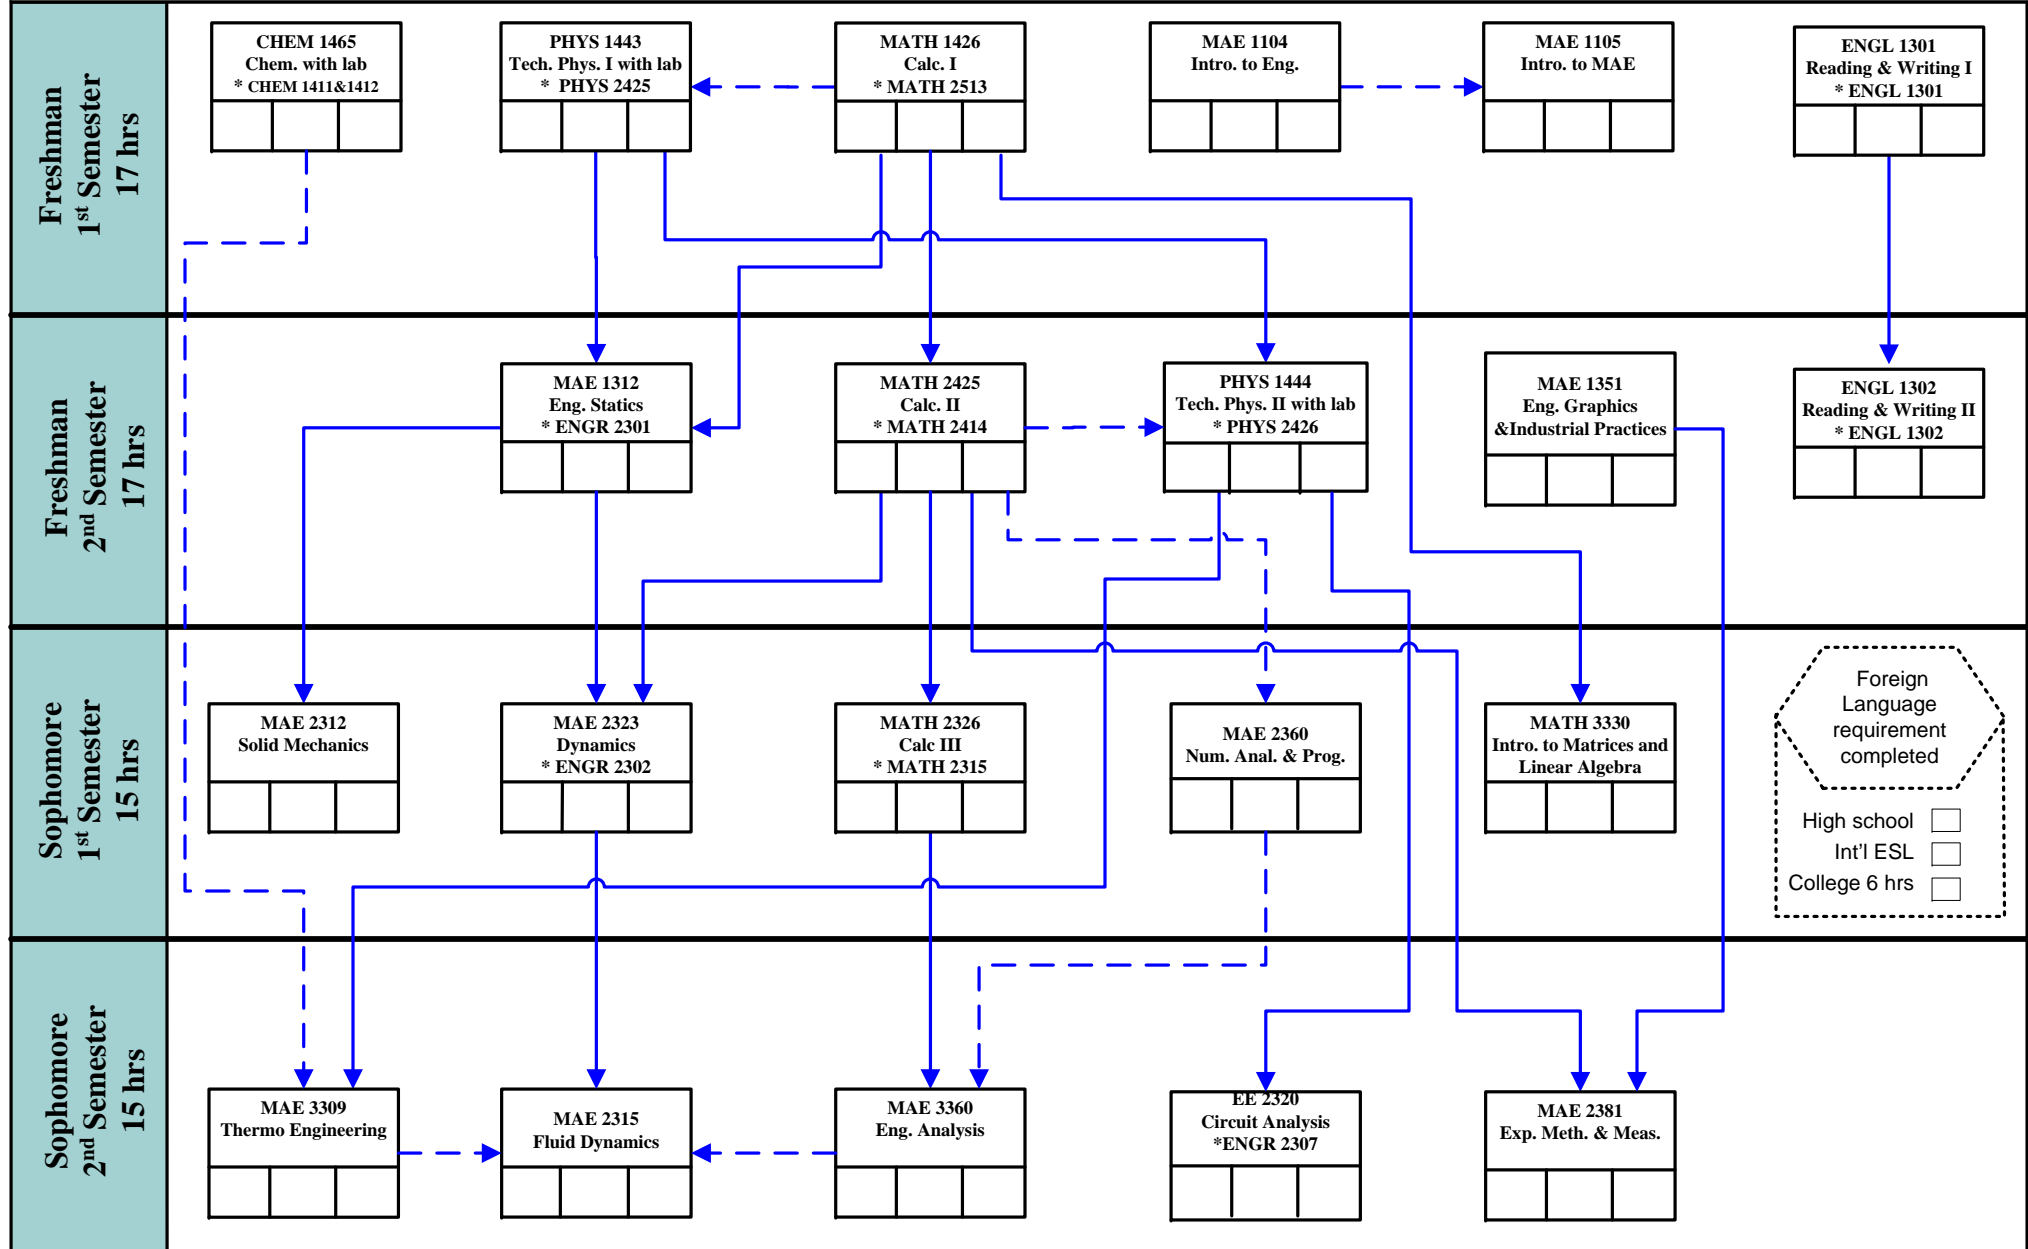 Freshman
1st Semester
17 hrs
CHEM 1465
Chem. with lab
* CHEM 1411&1412
PHYS 1443
Tech. Phys. I with lab
* PHYS 2425
MATH 1426
Calc. I
* MATH 2513
MAE 1104
Intro. to Eng.
MAE 1105
Intro. to MAE
ENGL 1301
Reading & Writing I
* ENGL 1301
Freshman
2nd Semester
17 hrs
MAE 1312
Eng. Statics
* ENGR 2301
MATH 2425
Calc. II
* MATH 2414
PHYS 1444
Tech. Phys. II with lab
* PHYS 2426
MAE 1351
Eng. Graphics
&Industrial Practices
ENGL 1302
Reading & Writing II
* ENGL 1302
Sophomore
1st Semester
15 hrs
MAE 2312
Solid Mechanics
MAE 2323
Dynamics
* ENGR 2302
MATH 2326
Calc III
* MATH 2315
MAE 2360
Num. Anal. & Prog.
MATH 3330
Intro. to Matrices and
Linear Algebra
Foreign
Language
requirement
completed
High school
Int'l ESL
College 6 hrs
Sophomore
2nd Semester
15 hrs
MAE 3309
Thermo Engineering
MAE 2315
Fluid Dynamics
MAE 3360
Eng. Analysis
EE 2320
Circuit Analysis
*ENGR 2307
MAE 2381
Exp. Meth. & Meas.